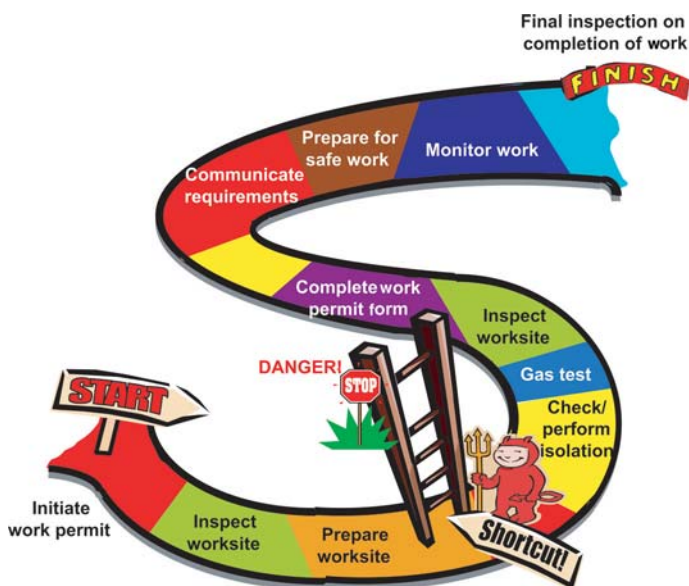 START
Initiate
work permit
Inspect
worksite
Prepare
worksite
Shortcut!
Check/
perform
isolation
Gas test
Inspect
worksite
DANGER!
STOP
Complete work
permit form
Communicate
requirements
Prepare for
safe work
Monitor work
Final inspection on
completion of work
FINISH